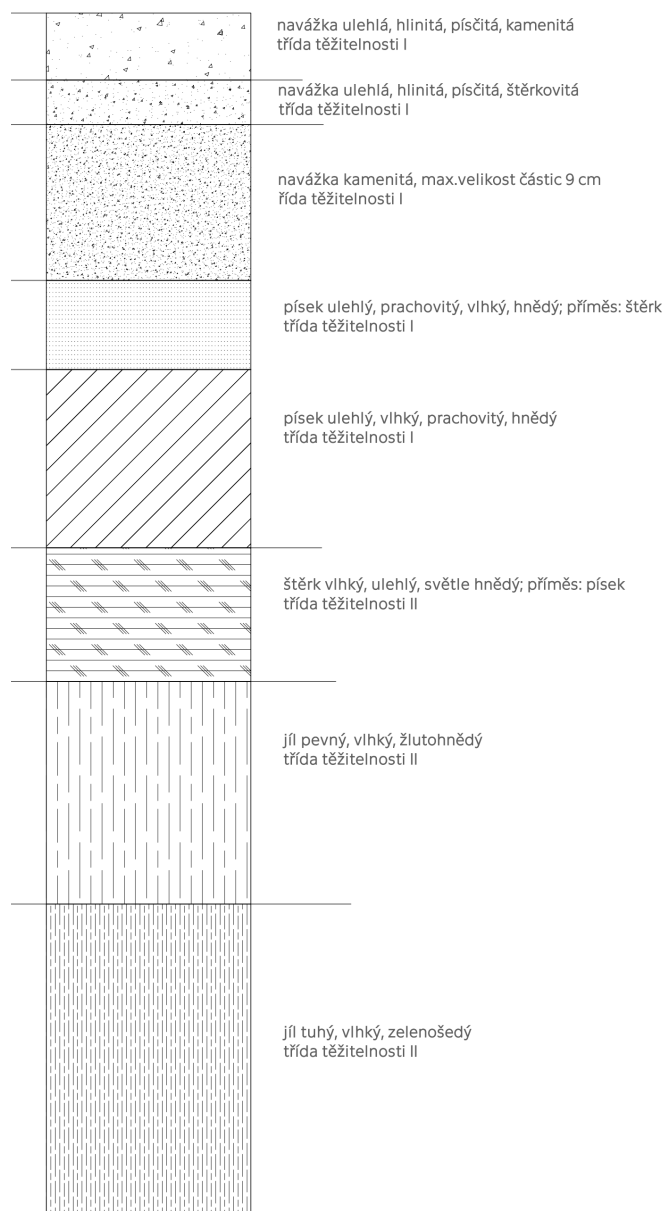 navážka ulehlá, hlinitá, písčitá, kamenitá
třída těžitelnosti I
navážka ulehlá, hlinitá, písčitá, štěrkovitá
třída těžitelnosti I
navážka kamenitá, max.velikost částic 9 cm
řída těžitelnosti I
písek ulehlý, prachovitý, vlhký, hnědý; příměs: štěrk
třída těžitelnosti I
písek ulehlý, vlhký, prachovitý, hnědý
třída těžitelnosti I
štěrk vlhký, ulehlý, světle hnědý; příměs: písek
třída těžitelnosti II
jíl pevný, vlhký, žlutohnědý
třída těžitelnosti II
jíl tuhý, vlhký, zelenošedý
třída těžitelnosti II